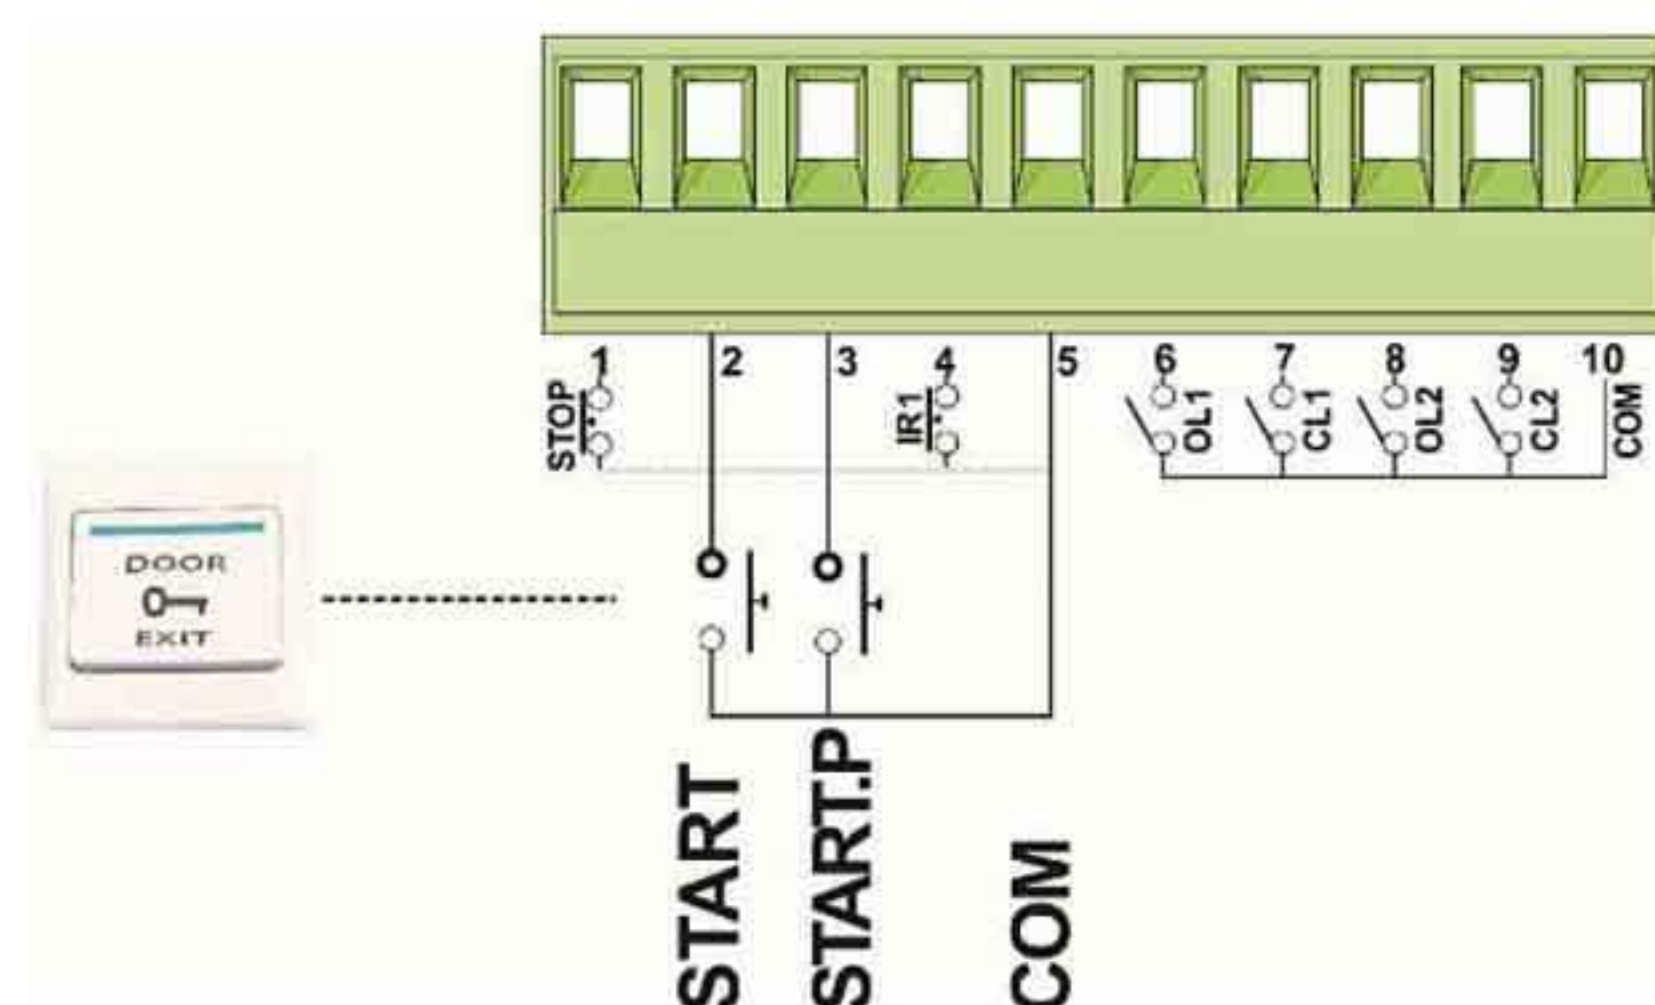 1 2 3 4 5 6 7 8 9 10
STOP
IR1
OL1
CL1
OL2
CL2
COM
DOOR
EXIT
START
START.P
COM